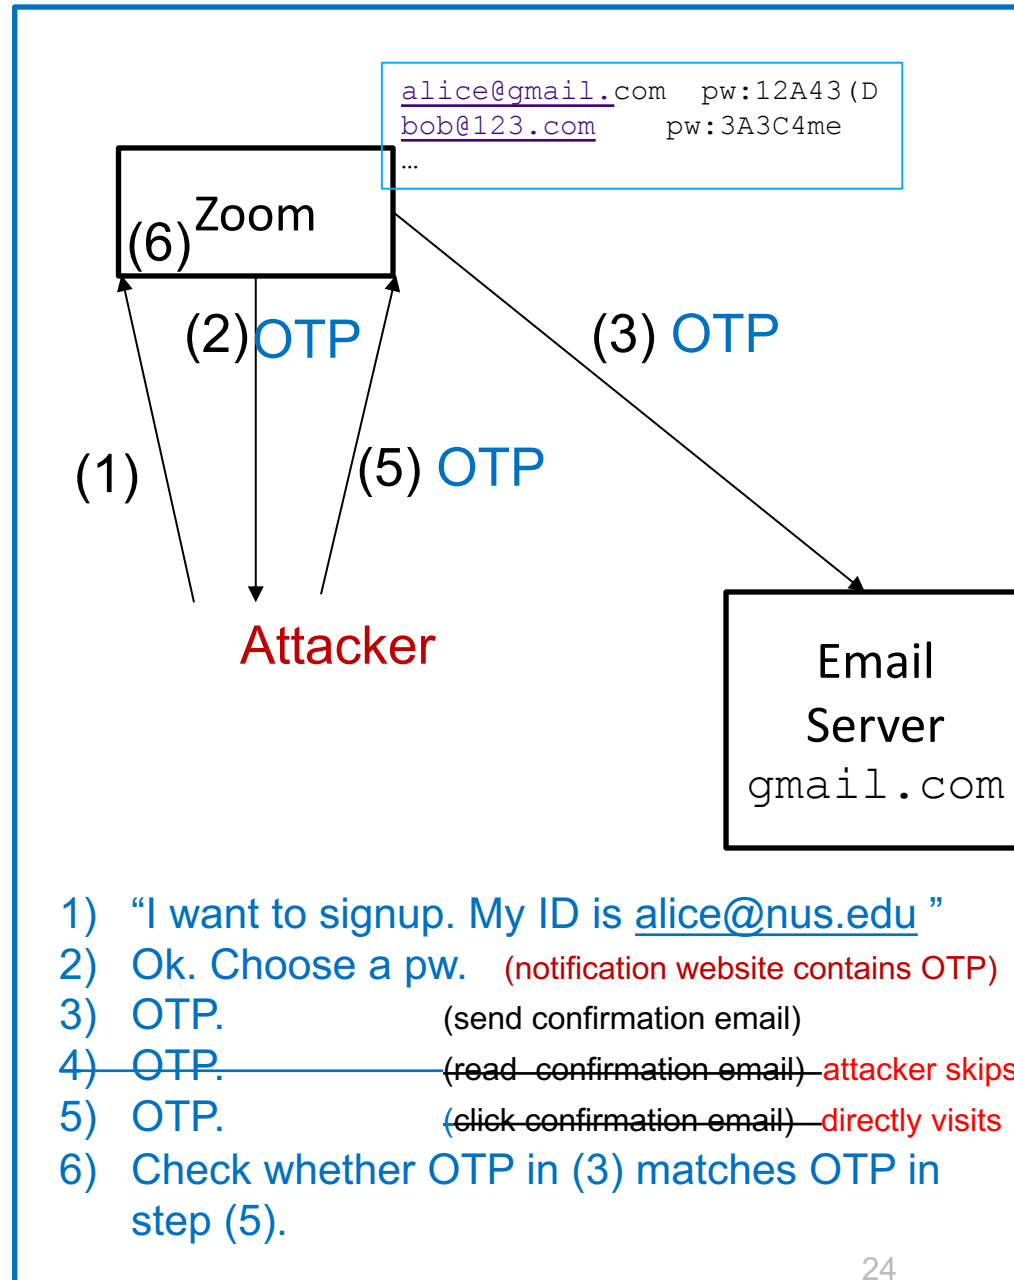 alice@gmail.com pw:12A43(D
bob@123.com pw:3A3C4me
…
Zoom
(6)
(2) OTP
(3) OTP
(1)
(5) OTP
Attacker
Email
Server
gmail.com
1) “I want to signup. My ID is alice@nus.edu ”
2) Ok. Choose a pw. (notification website contains OTP)
3) OTP. (send confirmation email)
4) OTP. (read confirmation email) attacker skips
5) OTP. (click confirmation email) directly visits
6) Check whether OTP in (3) matches OTP in
step (5).
24